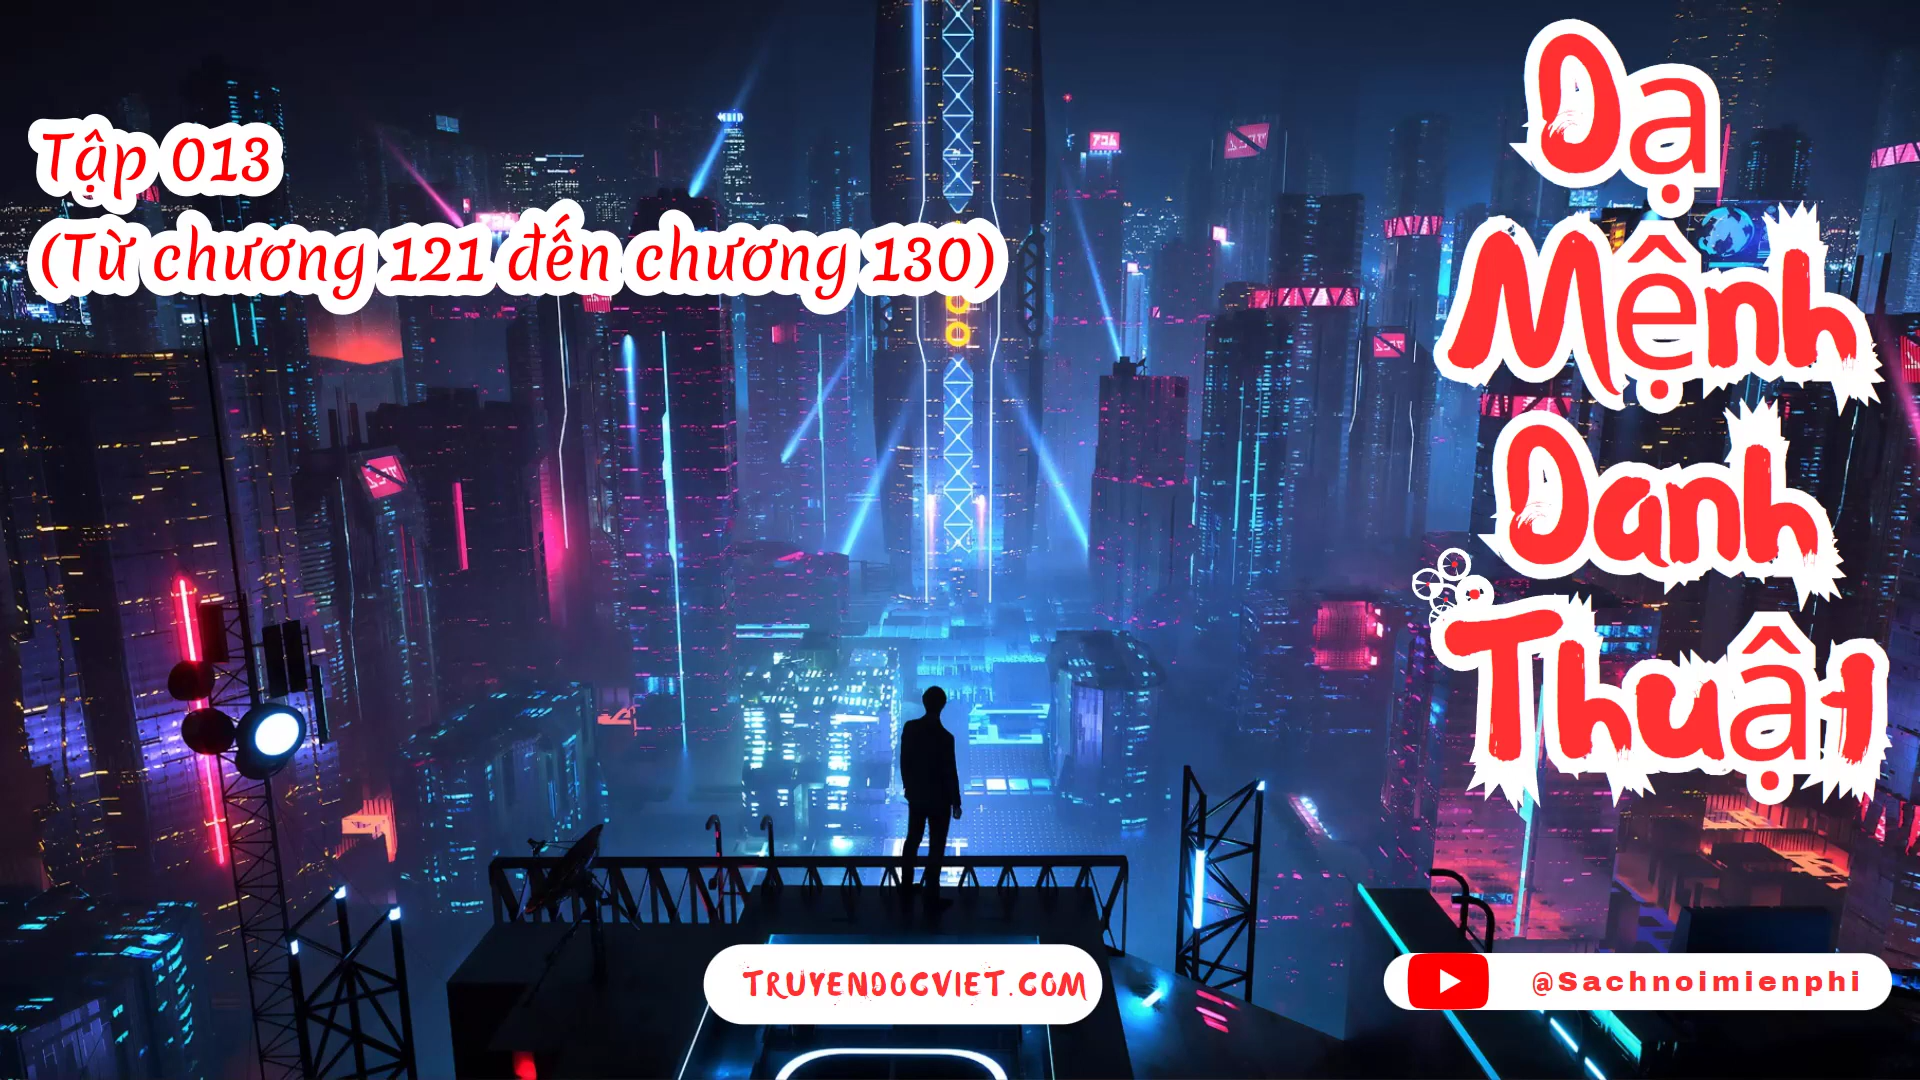 Tập 013
(Từ chương 121 đến chương 130)
Dạ
Mệnh
Danh
Thuật
TRUYENDOCVIET.COM
@Sachnoimienphi